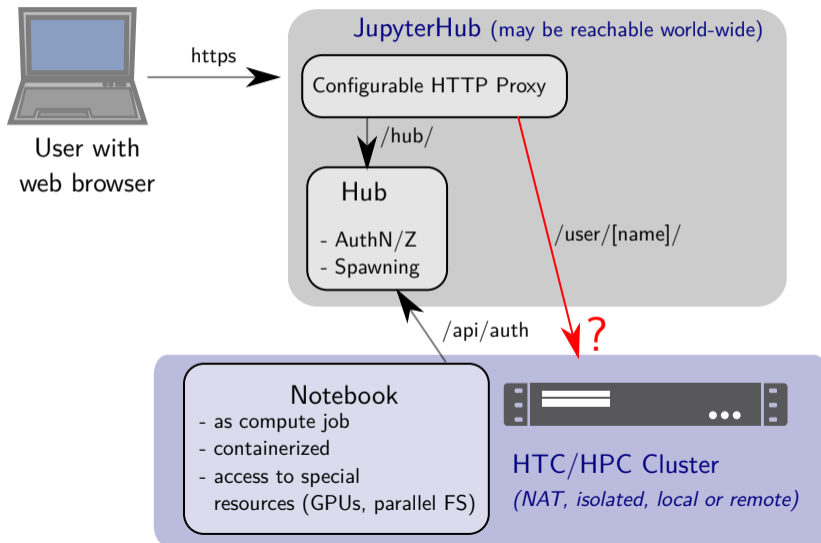 JupyterHub (may be reachable world-wide)
https
Configurable HTTP Proxy
/hub/
User with
web browser
Hub
- AuthN/Z
- Spawning
/user/[name]/
/api/auth
?
Notebook
- as compute job
- containerized
- access to special
resources (GPUs, parallel FS)
HTC/HPC Cluster
(NAT, isolated, local or remote)